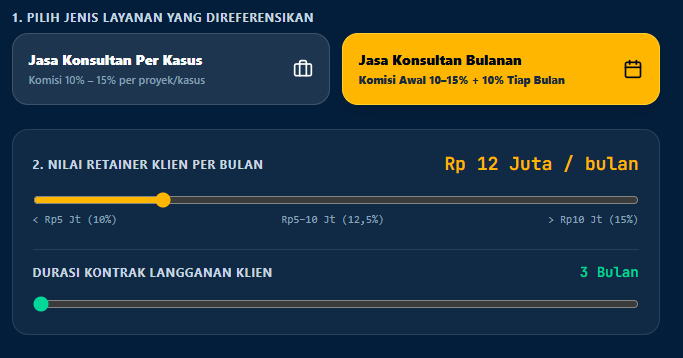 1. PILIH JENIS LAYANAN YANG DIREFERENSIKAN
Jasa Konsultan Per Kasus
Komisi 10% – 15% per proyek/kasus
Jasa Konsultan Bulanan
Komisi Awal 10–15% + 10% Tiap Bulan
2. NILAI RETAINER KLIEN PER BULAN
Rp 12 Juta / bulan
< Rp5 Jt (10%)
Rp5–10 Jt (12,5%)
> Rp10 Jt (15%)
DURASI KONTRAK LANGGANAN KLIEN
3 Bulan